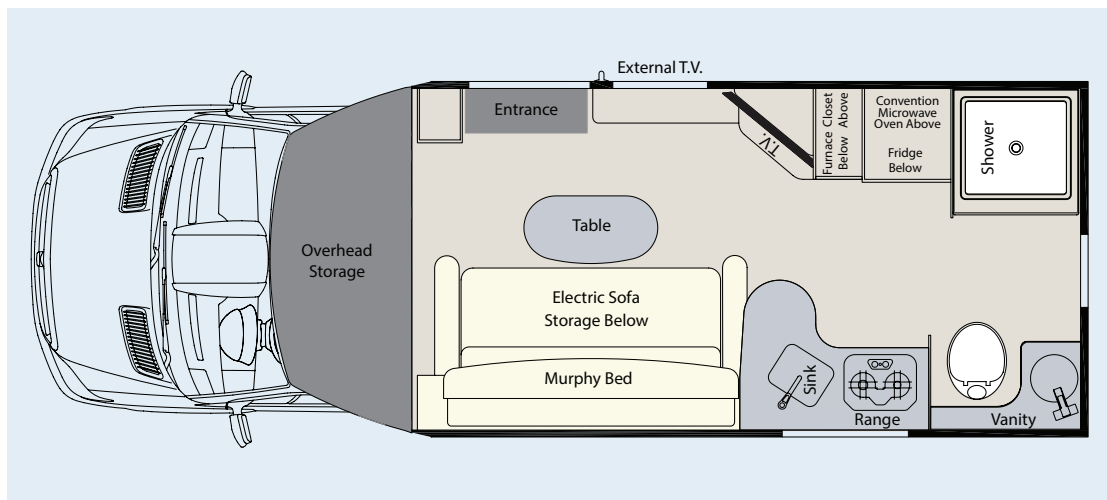 External T.V.
Entrance
T.V.
Furnace Closet
Below Above
Convention
Microwave
Oven Above
Fridge
Below
Shower
Overhead
Storage
Table
Electric Sofa
Storage Below
Murphy Bed
Sink
Range
Vanity